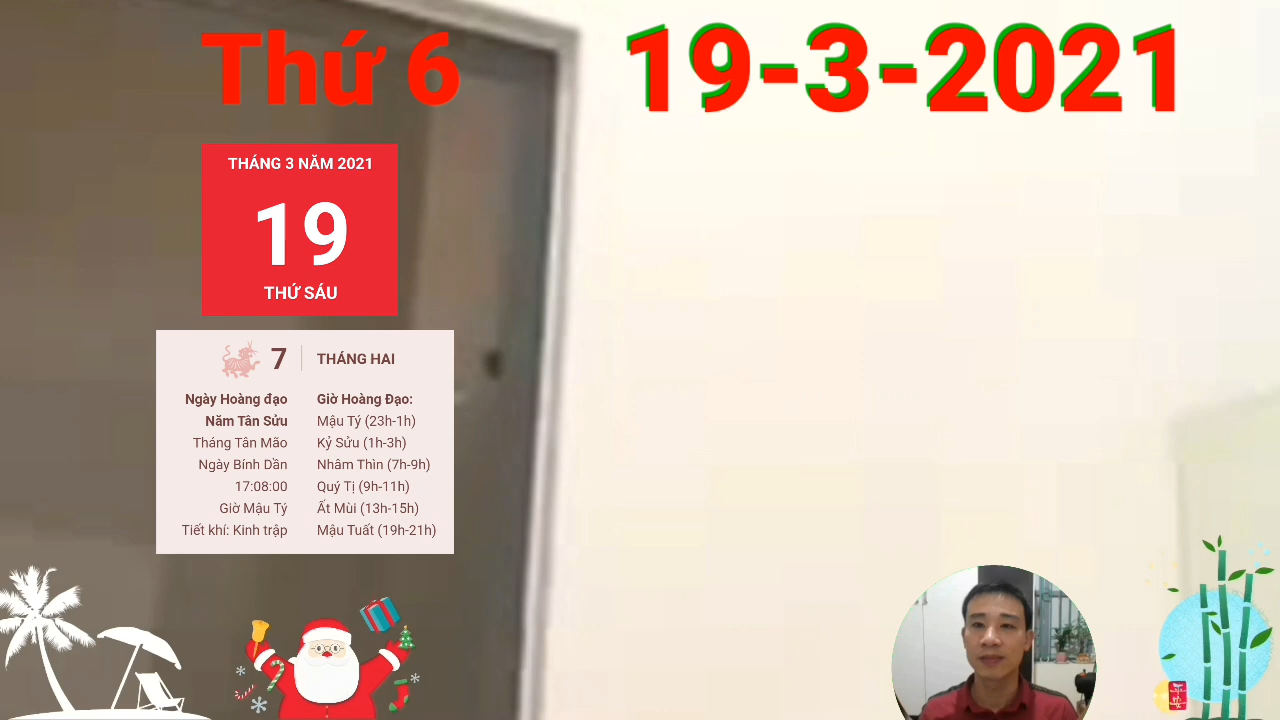 Thứ 6 19-3-2021
THÁNG 3 NĂM 2021
19
THỨ SÁU
7 THÁNG HAI
Ngày Hoàng đạo
Năm Tân Sửu
Tháng Tân Mão
Ngày Bính Dần
17:08:00
Giờ Mậu Tý
Tiết khí: Kinh trập
Giờ Hoàng Đạo:
Mậu Tý (23h-1h)
Kỷ Sửu (1h-3h)
Nhâm Thìn (7h-9h)
Quý Tị (9h-11h)
Ất Mùi (13h-15h)
Mậu Tuất (19h-21h)